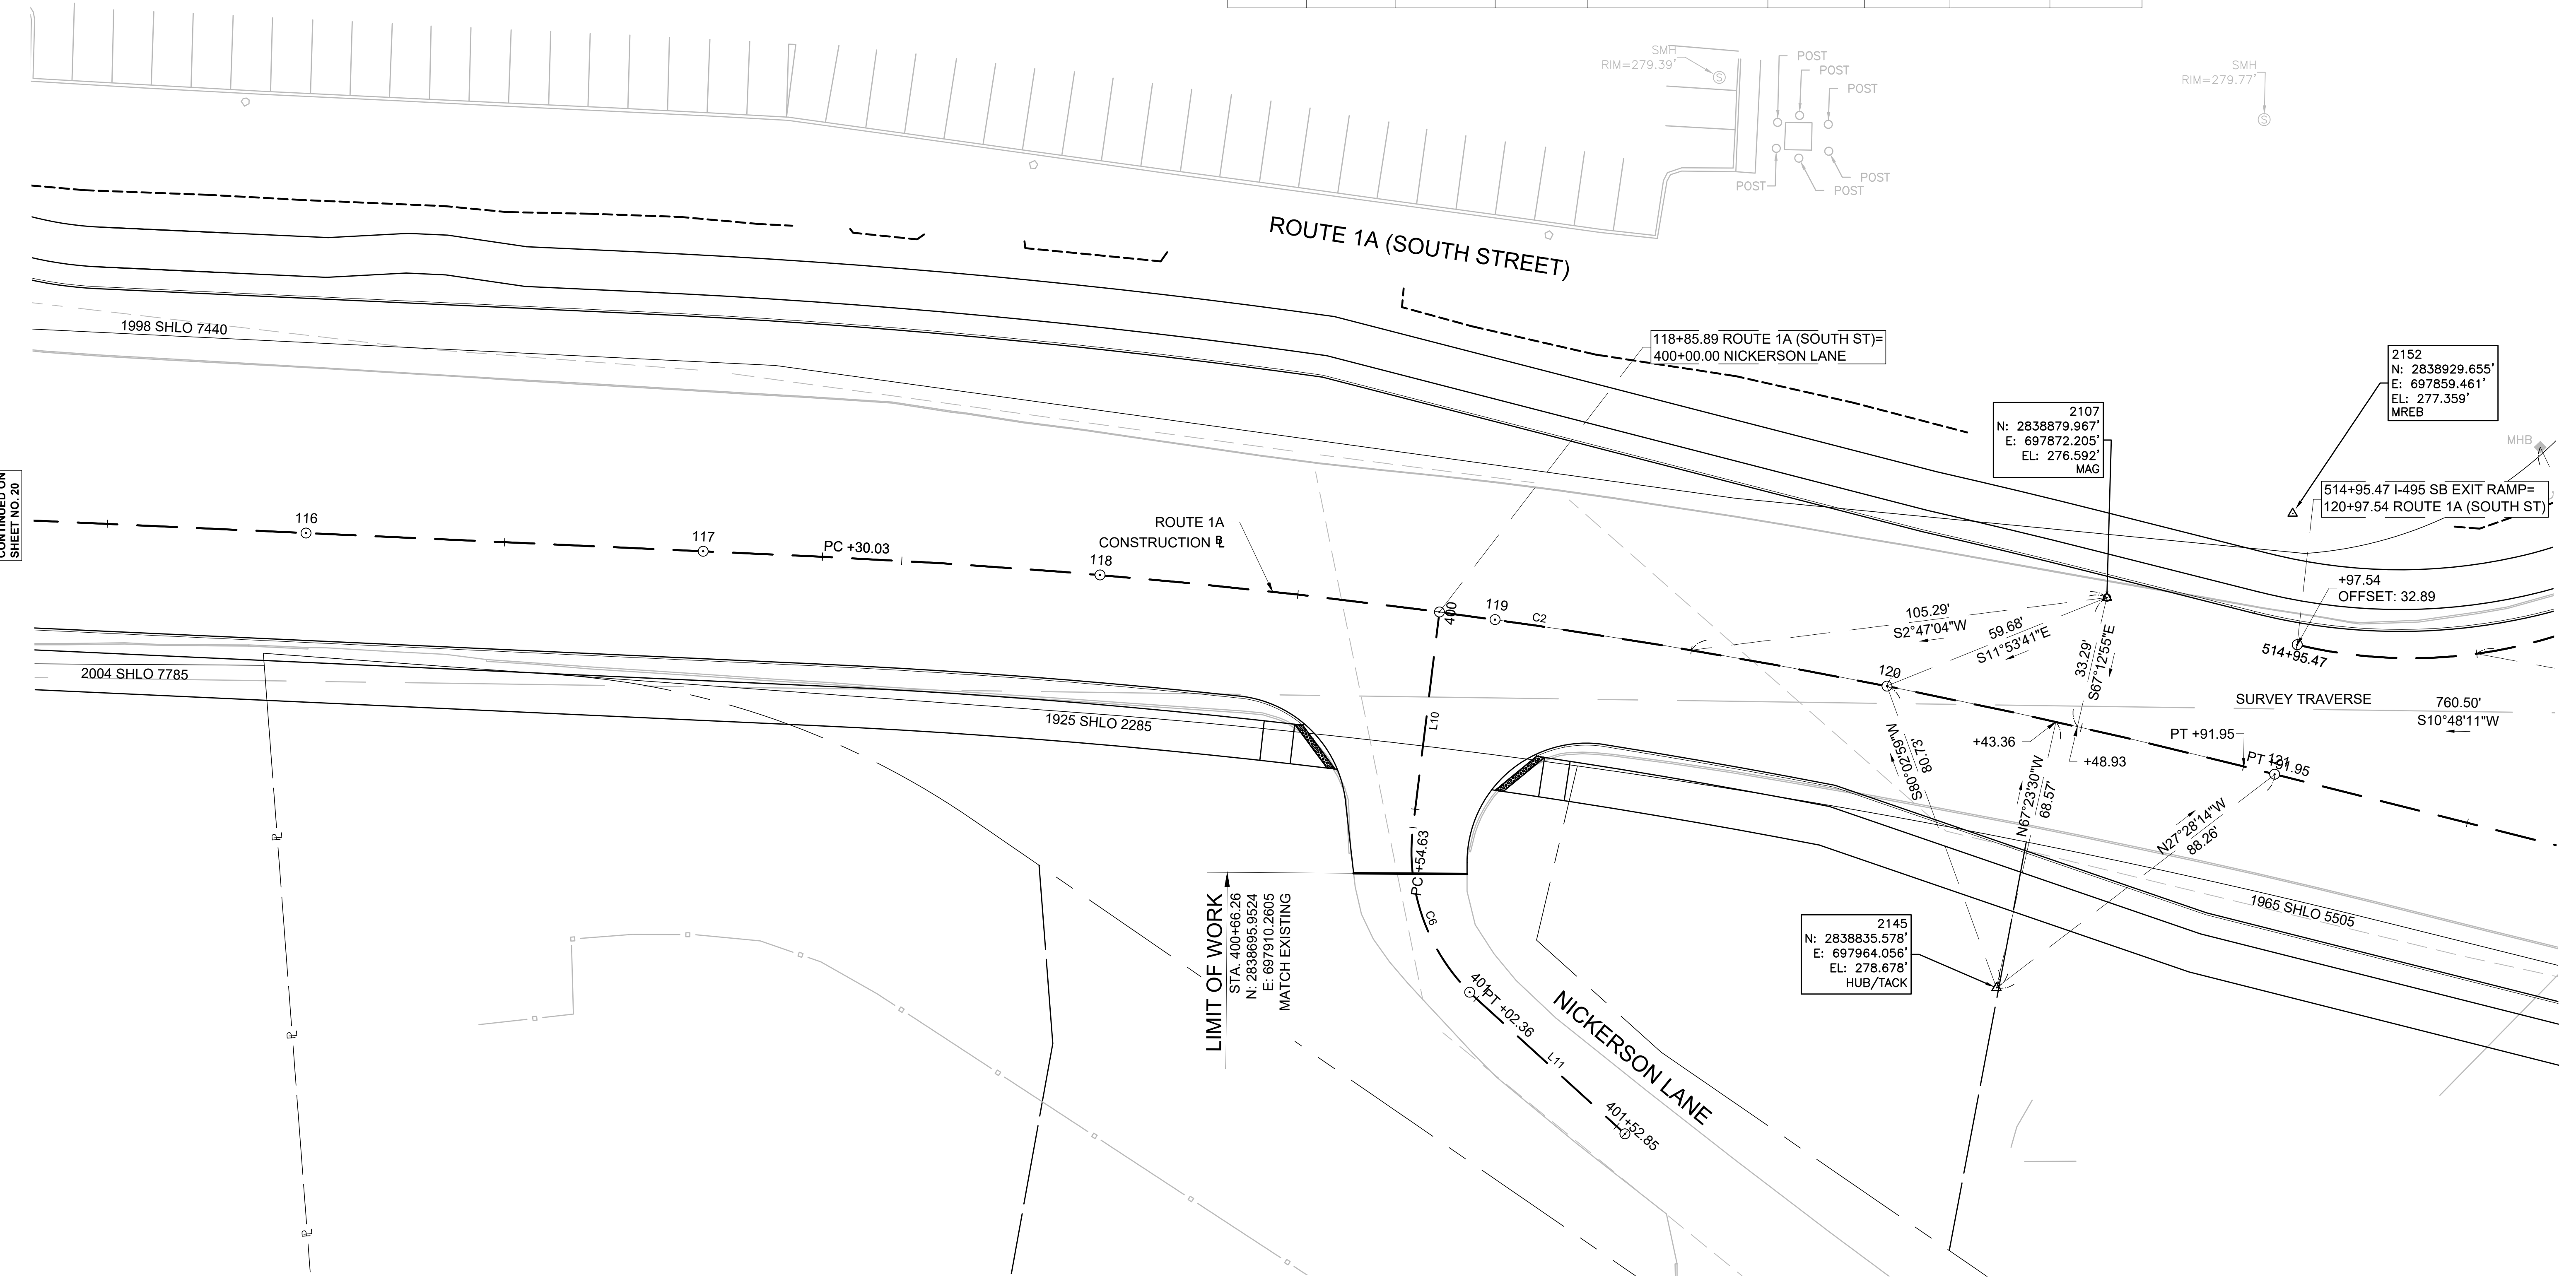 SMH
RIM=279.39'
POST
POST
POST
POST
POST
POST
SMH
RIM=279.77'
ROUTE 1A (SOUTH STREET)
1998 SHLO 7440
118+85.89 ROUTE 1A (SOUTH ST)=
400+00.00 NICKERSON LANE
2152
N: 2838929.655'
E: 697859.461'
EL: 277.359'
MREB
2107
N: 2838879.967'
E: 697872.205'
EL: 276.592'
MAG
MHB
514+95.47 I-495 SB EXIT RAMP=
120+97.54 ROUTE 1A (SOUTH ST)
CONTINUED ON
SHEET NO. 20
116
117
PC +30.03
118
ROUTE 1A
CONSTRUCTION B
400
119
C2
+97.54
OFFSET: 32.89
514+95.47
105.29'
S2°47'04"W
59.68'
S11°53'41"E
33.29'
S67°12'55"E
120
2004 SHLO 7785
1925 SHLO 2285
L10
SURVEY TRAVERSE
760.50'
S10°48'11"W
+43.36
+48.93
PT +91.95
PT +91.95
121
S80°02'59"W
80.73'
N67°23'30"W
68.57'
N27°28'14"W
88.26'
PC +54.63
C6
LIMIT OF WORK
STA. 400+66.26
N: 2838695.9524
E: 697910.2605
MATCH EXISTING
1965 SHLO 5505
2145
N: 2838835.578'
E: 697964.056'
EL: 278.678'
HUB/TACK
401
PT +02.36
L11
401+52.85
NICKERSON LANE
PL
PL
PL